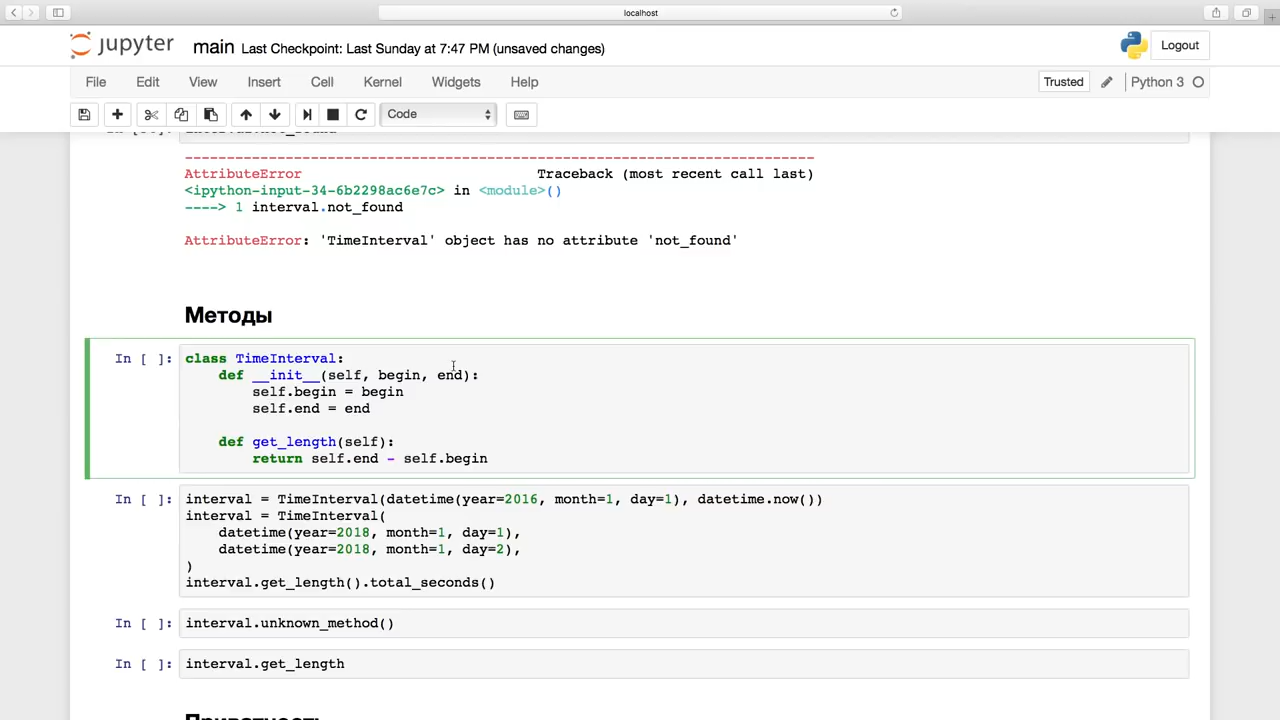 localhost
jupyter main Last Checkpoint: Last Sunday at 7:47 PM (unsaved changes) Logout
File Edit View Insert Cell Kernel Widgets Help Trusted Python 3
Code
---------------------------------------------------------------------------
AttributeError Traceback (most recent call last)
<ipython-input-34-6b2298ac6e7c> in <module>()
----> 1 interval.not_found
AttributeError: 'TimeInterval' object has no attribute 'not_found'
Методы
In [ ]: class TimeInterval:
def __init__(self, begin, end):
self.begin = begin
self.end = end
def get_length(self):
return self.end - self.begin
In [ ]: interval = TimeInterval(datetime(year=2016, month=1, day=1), datetime.now())
interval = TimeInterval(
datetime(year=2018, month=1, day=1),
datetime(year=2018, month=1, day=2),
)
interval.get_length().total_seconds()
In [ ]: interval.unknown_method()
In [ ]: interval.get_length